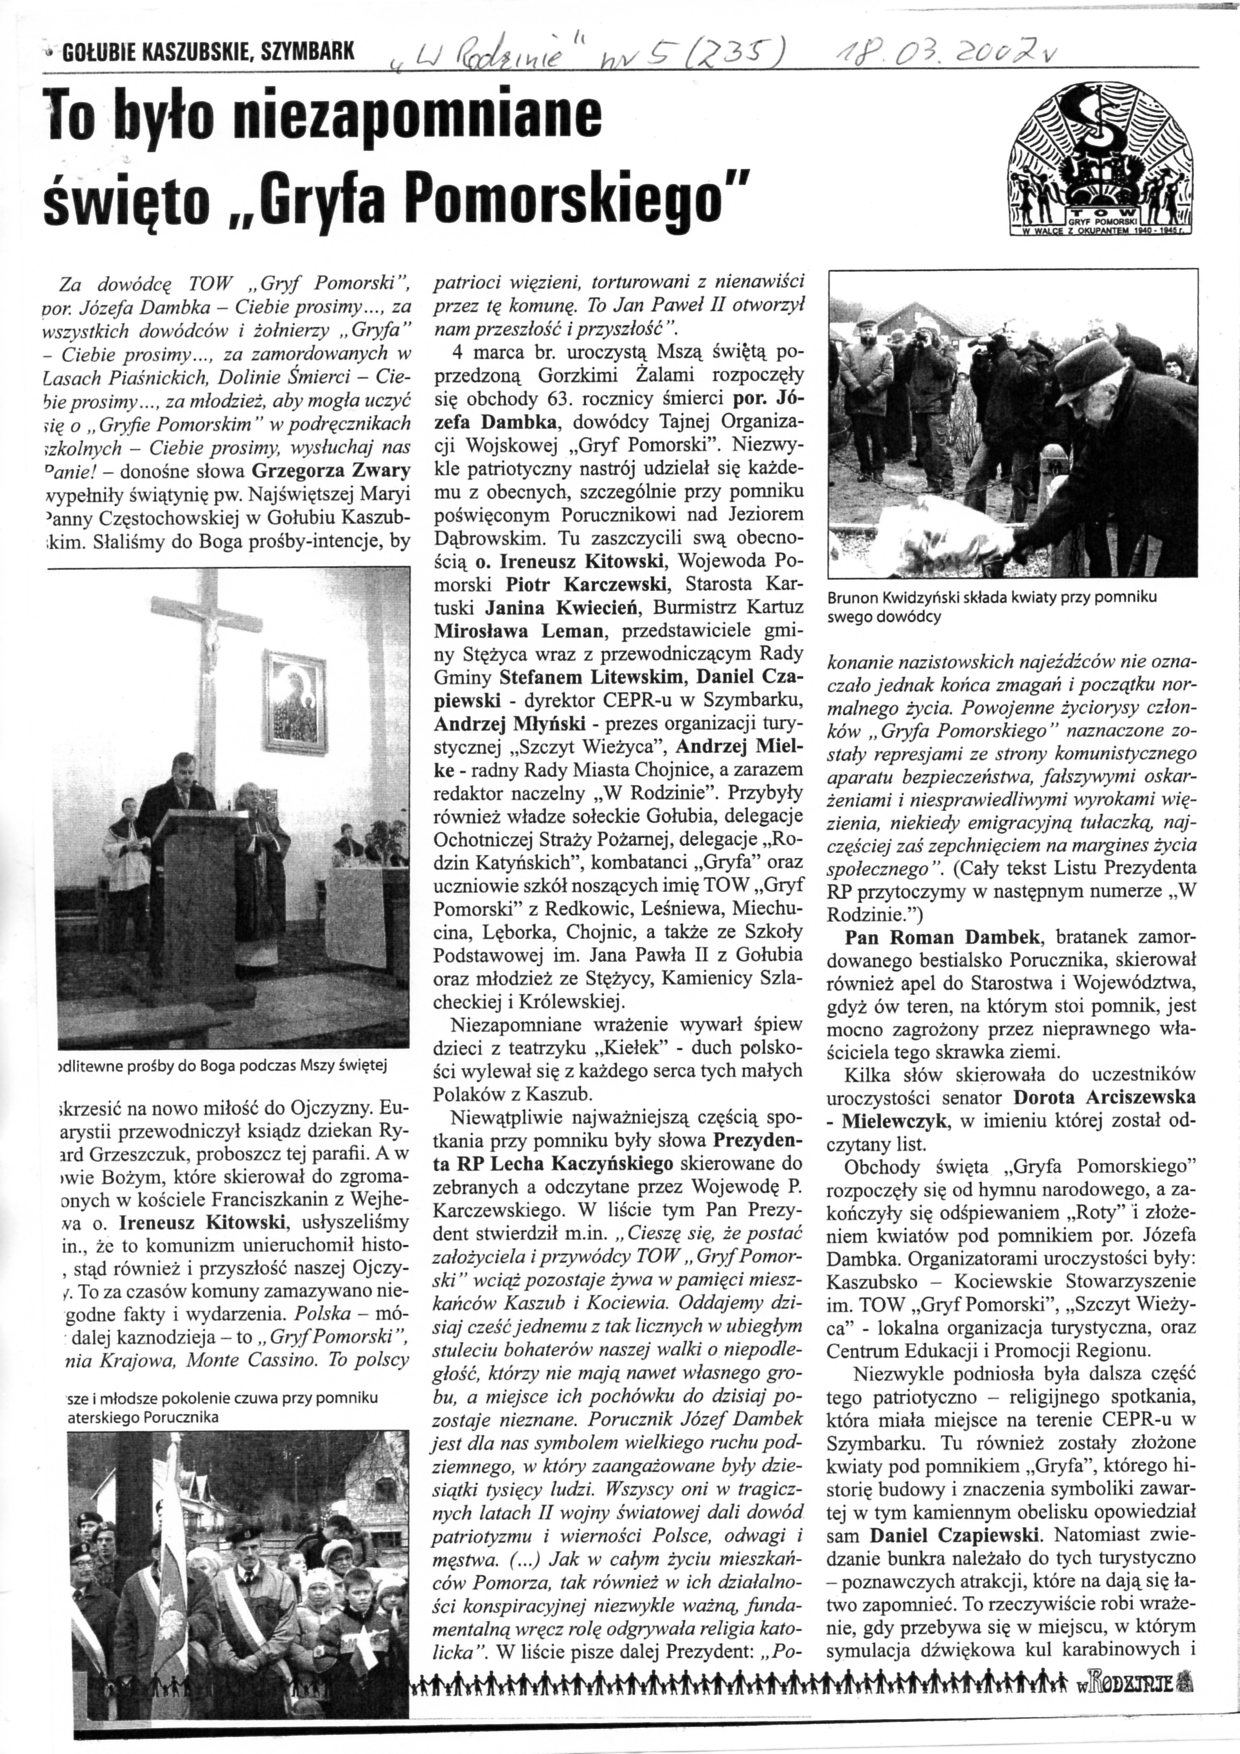 GOŁUBIE KASZUBSKIE, SZYMBARK
„W Rodzinie" nr 5 (235) 18.03.2007r
To było niezapomniane
święto „Gryfa Pomorskiego"
TOW
GRYF POMORSKI
W WALCE Z OKUPANTEM 1940 - 1945 r.
Za dowódcę TOW „Gryf Pomorski",
por. Józefa Dambka – Ciebie prosimy..., za
wszystkich dowódców i żołnierzy „Gryfa"
– Ciebie prosimy..., za zamordowanych w
Lasach Piaśnickich, Dolinie Śmierci – Cie-
bie prosimy..., za młodzież, aby mogła uczyć
się o „Gryfie Pomorskim" w podręcznikach
szkolnych – Ciebie prosimy, wysłuchaj nas
Panie! – donośne słowa Grzegorza Zwary
wypełniły świątynię pw. Najświętszej Maryi
Panny Częstochowskiej w Gołubiu Kaszub-
skim. Słaliśmy do Boga prośby-intencje, by
odlitewne prośby do Boga podczas Mszy świętej
skrzesić na nowo miłość do Ojczyzny. Eu-
arystii przewodniczył ksiądz dziekan Ry-
ard Grzeszczuk, proboszcz tej parafii. A w
owie Bożym, które skierował do zgroma-
onych w kościele Franciszkanin z Wejhe-
wa o. Ireneusz Kitowski, usłyszeliśmy
in., że to komunizm unieruchomił histo-
, stąd również i przyszłość naszej Ojczy-
y. To za czasów komuny zamazywano nie-
godne fakty i wydarzenia. Polska – mó-
dalej kaznodzieja – to „Gryf Pomorski",
nia Krajowa, Monte Cassino. To polscy
sze i młodsze pokolenie czuwa przy pomniku
aterskiego Porucznika
patrioci więzieni, torturowani z nienawiści
przez tę komunę. To Jan Paweł II otworzył
nam przeszłość i przyszłość".
4 marca br. uroczystą Mszą świętą po-
przedzoną Gorzkimi Żalami rozpoczęły
się obchody 63. rocznicy śmierci por. Jó-
zefa Dambka, dowódcy Tajnej Organiza-
cji Wojskowej „Gryf Pomorski". Niezwy-
kle patriotyczny nastrój udzielał się każde-
mu z obecnych, szczególnie przy pomniku
poświęconym Porucznikowi nad Jeziorem
Dąbrowskim. Tu zaszczycili swą obecno-
ścią o. Ireneusz Kitowski, Wojewoda Po-
morski Piotr Karczewski, Starosta Kar-
tuski Janina Kwiecień, Burmistrz Kartuz
Mirosława Leman, przedstawiciele gmi-
ny Stężyca wraz z przewodniczącym Rady
Gminy Stefanem Litewskim, Daniel Cza-
piewski - dyrektor CEPR-u w Szymbarku,
Andrzej Młyński - prezes organizacji tury-
stycznej „Szczyt Wieżyca", Andrzej Miel-
ke - radny Rady Miasta Chojnice, a zarazem
redaktor naczelny „W Rodzinie". Przybyły
również władze sołeckie Gołubia, delegacje
Ochotniczej Straży Pożarnej, delegacje „Ro-
dzin Katyńskich", kombatanci „Gryfa" oraz
uczniowie szkół noszących imię TOW „Gryf
Pomorski" z Redkowic, Leśniewa, Miechu-
cina, Lęborka, Chojnic, a także ze Szkoły
Podstawowej im. Jana Pawła II z Gołubia
oraz młodzież ze Stężycy, Kamienicy Szla-
checkiej i Królewskiej.
Niezapomniane wrażenie wywarł śpiew
dzieci z teatrzyku „Kiełek" - duch polsko-
ści wylewał się z każdego serca tych małych
Polaków z Kaszub.
Niewątpliwie najważniejszą częścią spo-
tkania przy pomniku były słowa Prezyden-
ta RP Lecha Kaczyńskiego skierowane do
zebranych a odczytane przez Wojewodę P.
Karczewskiego. W liście tym Pan Prezy-
dent stwierdził m.in. „Cieszę się, że postać
założyciela i przywódcy TOW „Gryf Pomor-
ski" wciąż pozostaje żywa w pamięci miesz-
kańców Kaszub i Kociewia. Oddajemy dzi-
siaj cześć jednemu z tak licznych w ubiegłym
stuleciu bohaterów naszej walki o niepodle-
głość, którzy nie mają nawet własnego gro-
bu, a miejsce ich pochówku do dzisiaj po-
zostaje nieznane. Porucznik Józef Dambek
jest dla nas symbolem wielkiego ruchu pod-
ziemnego, w który zaangażowane były dzie-
siątki tysięcy ludzi. Wszyscy oni w tragicz-
nych latach II wojny światowej dali dowód
patriotyzmu i wierności Polsce, odwagi i
męstwa. (...) Jak w całym życiu mieszkań-
ców Pomorza, tak również w ich działalno-
ści konspiracyjnej niezwykle ważną, funda-
mentalną wręcz rolę odgrywała religia kato-
licka". W liście pisze dalej Prezydent: „Po-
Brunon Kwidzyński składa kwiaty przy pomniku
swego dowódcy
konanie nazistowskich najeźdźców nie ozna-
czało jednak końca zmagań i początku nor-
malnego życia. Powojenne życiorysy człon-
ków „Gryfa Pomorskiego" naznaczone zo-
stały represjami ze strony komunistycznego
aparatu bezpieczeństwa, fałszywymi oskar-
żeniami i niesprawiedliwymi wyrokami wię-
zienia, niekiedy emigracyjną tułaczką, naj-
częściej zaś zepchnięciem na margines życia
społecznego". (Cały tekst Listu Prezydenta
RP przytoczymy w następnym numerze „W
Rodzinie.")
Pan Roman Dambek, bratanek zamor-
dowanego bestialsko Porucznika, skierował
również apel do Starostwa i Województwa,
gdyż ów teren, na którym stoi pomnik, jest
mocno zagrożony przez nieprawnego wła-
ściciela tego skrawka ziemi.
Kilka słów skierowała do uczestników
uroczystości senator Dorota Arciszewska
- Mielewczyk, w imieniu której został od-
czytany list.
Obchody święta „Gryfa Pomorskiego"
rozpoczęły się od hymnu narodowego, a za-
kończyły się odśpiewaniem „Roty" i złoże-
niem kwiatów pod pomnikiem por. Józefa
Dambka. Organizatorami uroczystości były:
Kaszubsko – Kociewskie Stowarzyszenie
im. TOW „Gryf Pomorski", „Szczyt Wieży-
ca" - lokalna organizacja turystyczna, oraz
Centrum Edukacji i Promocji Regionu.
Niezwykle podniosła była dalsza część
tego patriotyczno – religijnego spotkania,
która miała miejsce na terenie CEPR-u w
Szymbarku. Tu również zostały złożone
kwiaty pod pomnikiem „Gryfa", którego hi-
storię budowy i znaczenia symboliki zawar-
tej w tym kamiennym obelisku opowiedział
sam Daniel Czapiewski. Natomiast zwie-
dzanie bunkra należało do tych turystyczno
– poznawczych atrakcji, które na dają się ła-
two zapomnieć. To rzeczywiście robi wraże-
nie, gdy przebywa się w miejscu, w którym
symulacja dźwiękowa kul karabinowych i
W RODZINIE